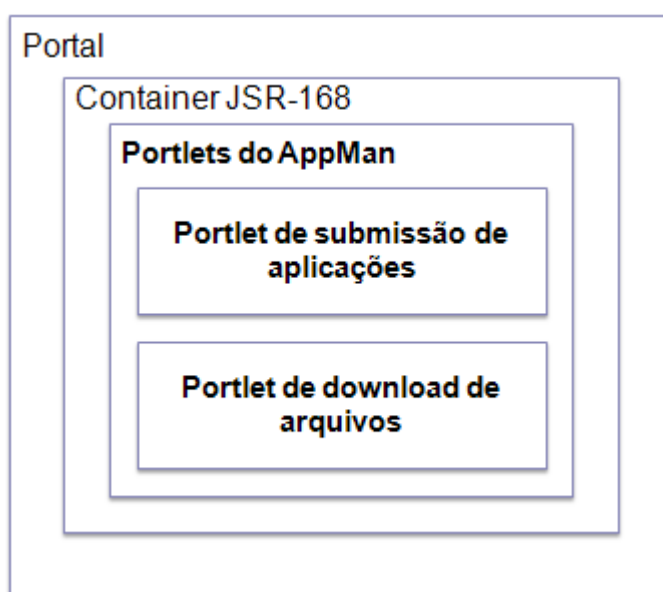 Portal
Container JSR-168
Portlets do AppMan
Portlet de submissão de
aplicações
Portlet de download de
arquivos